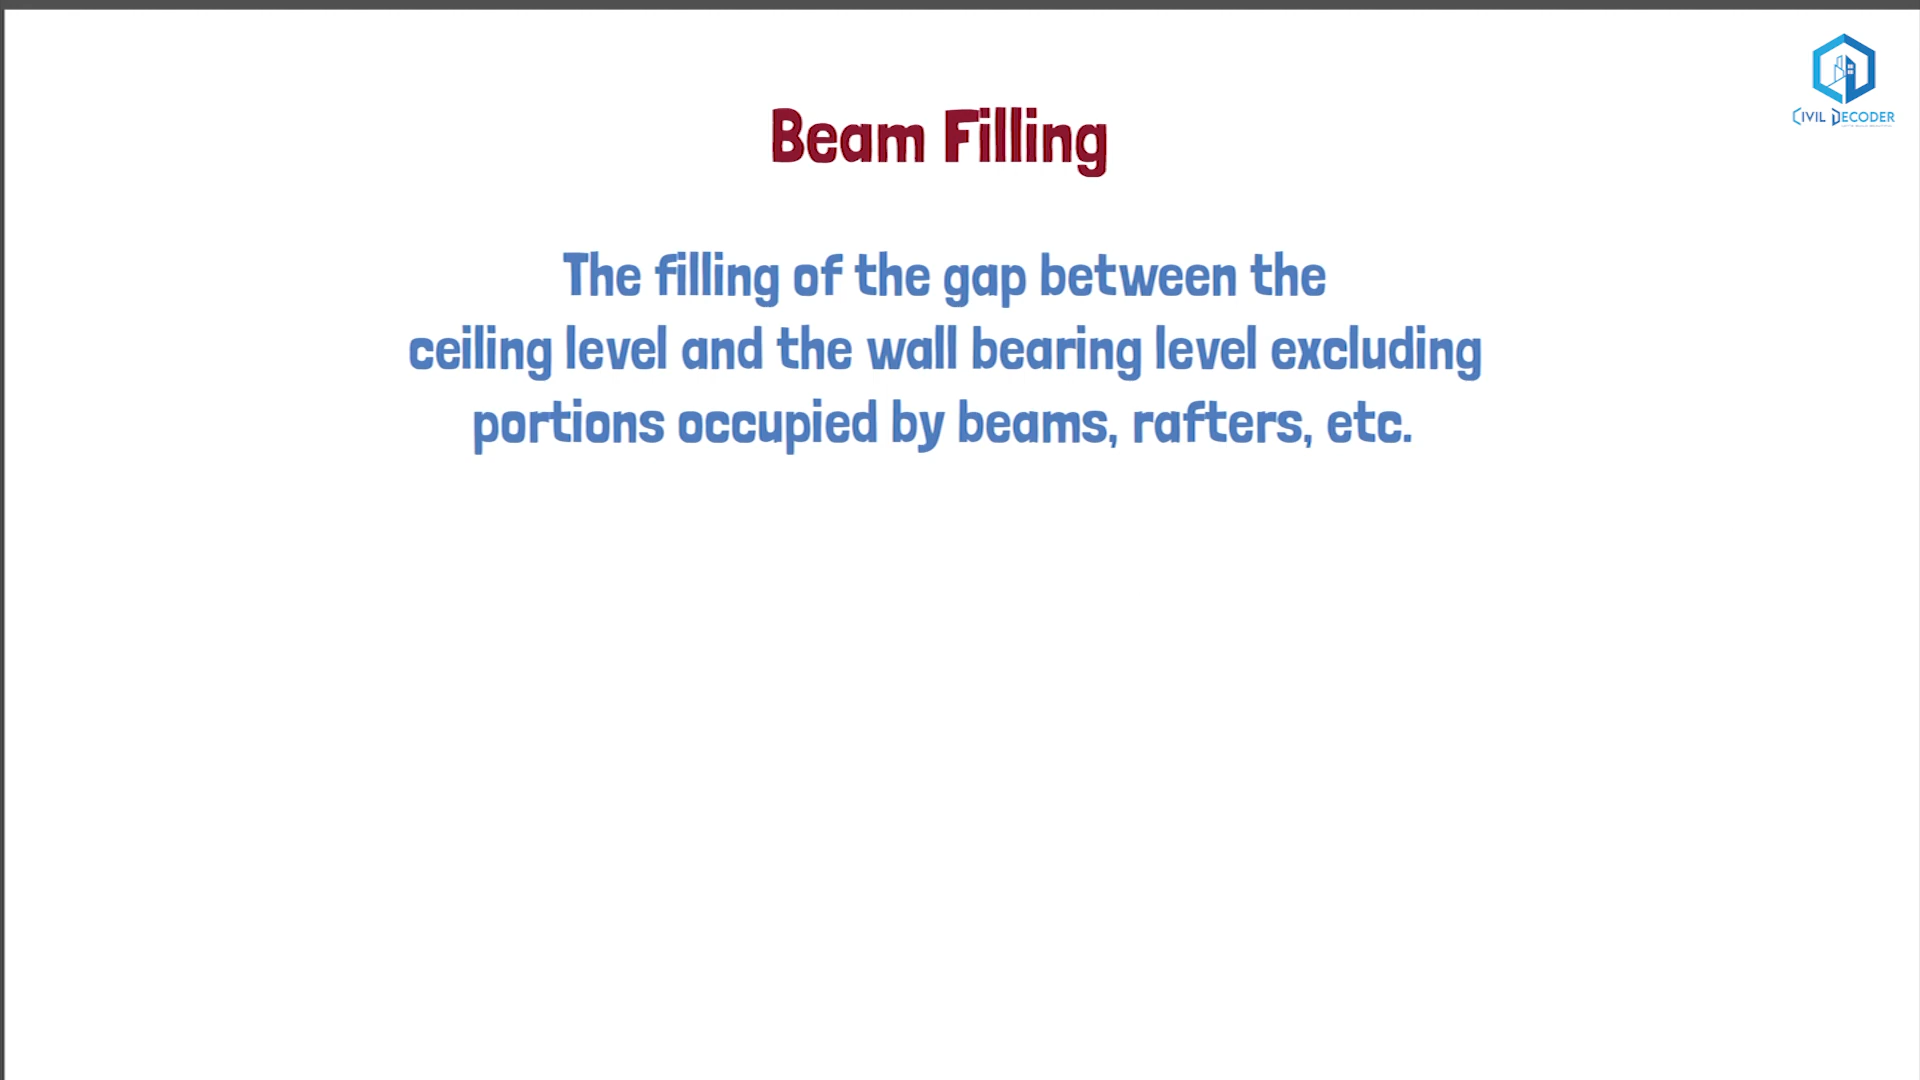 CIVIL DECODER
Beam Filling
The filling of the gap between the
ceiling level and the wall bearing level excluding
portions occupied by beams, rafters, etc.